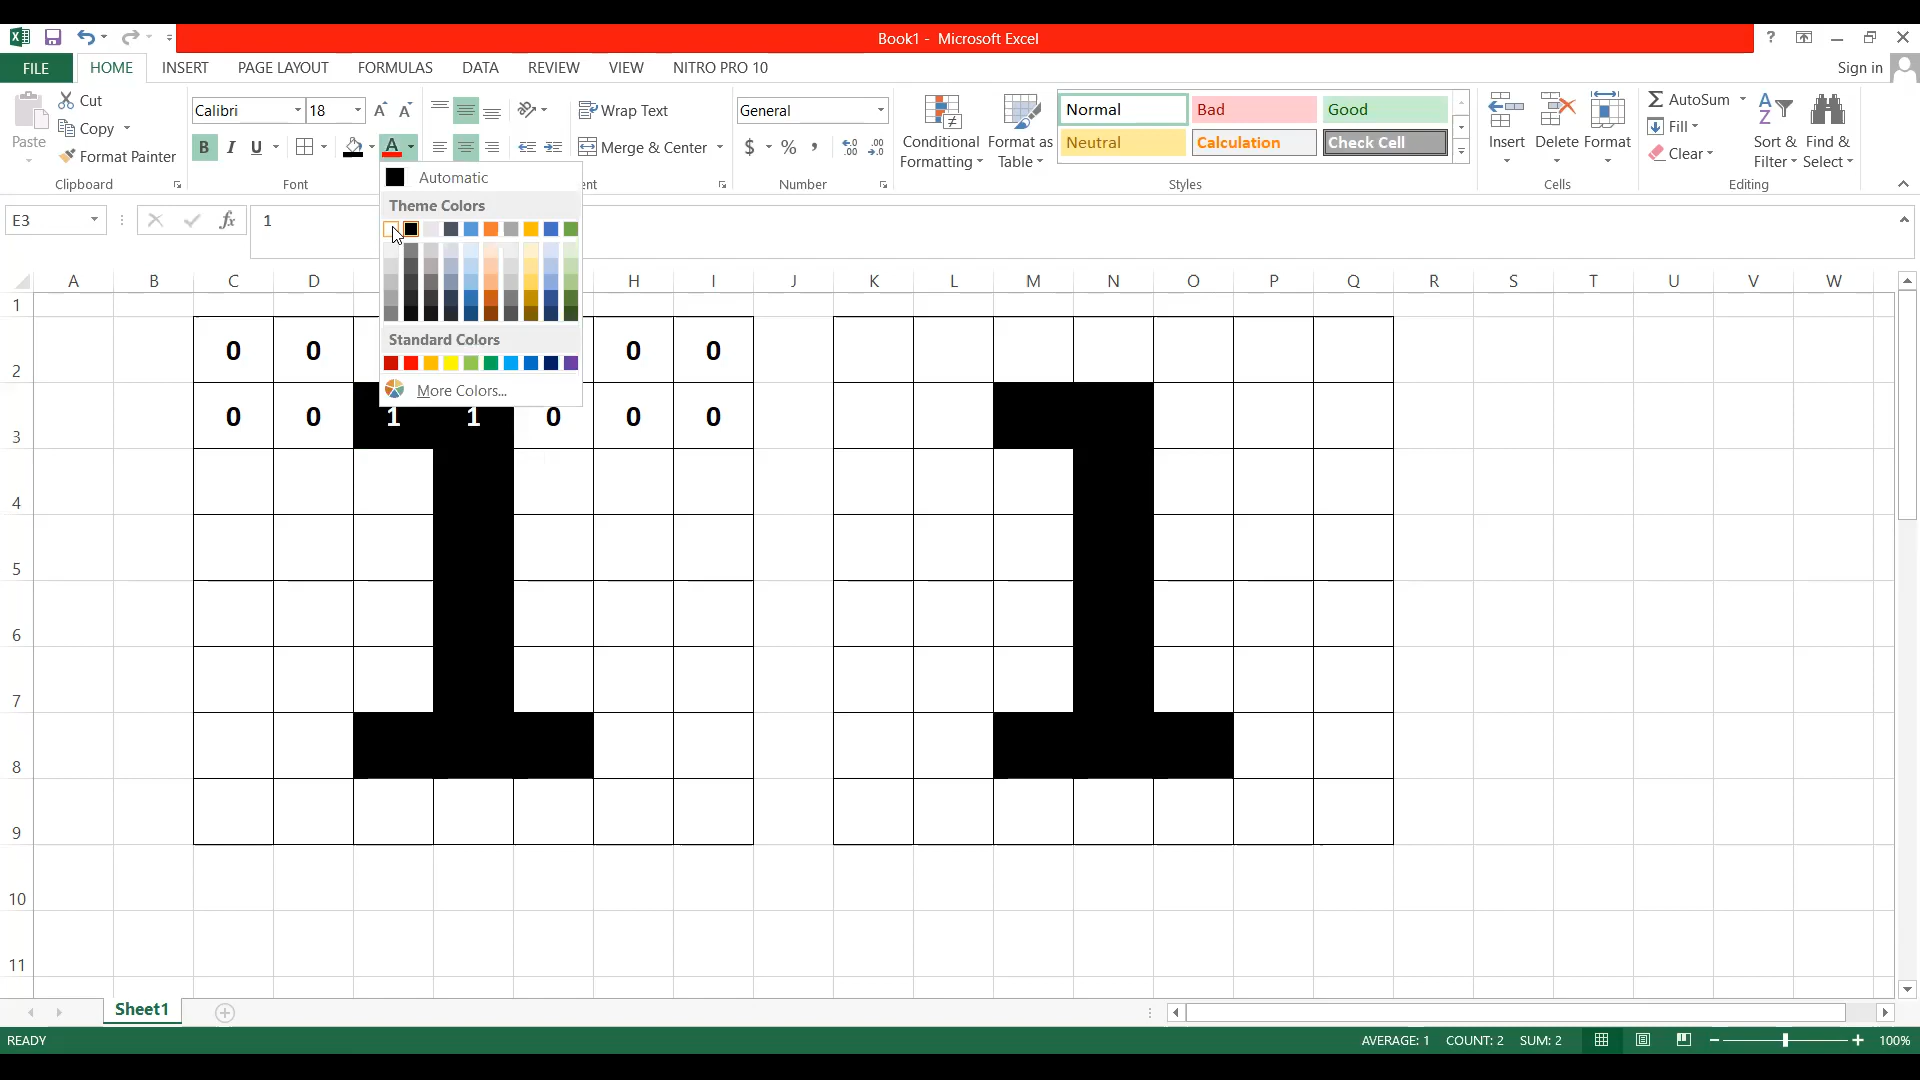 Book1 - Microsoft Excel
?
FILE HOME INSERT PAGE LAYOUT FORMULAS DATA REVIEW VIEW NITRO PRO 10 Sign in
Paste
Cut
Copy
Format Painter
Clipboard
Calibri 18
B I U
Font
Wrap Text
Merge & Center
ent
General
$ % ,
Number
Conditional Formatting
Format as Table
Normal Bad Good
Neutral Calculation Check Cell
Styles
Insert Delete Format
Cells
AutoSum
Fill
Clear
Sort & Filter
Find & Select
Editing
Automatic
Theme Colors
Standard Colors
More Colors...
E3 fx 1
A B C D H I J K L M N O P Q R S T U V W
1
2 0 0 0 0
3 0 0 1 1 0 0 0
4
5
6
7
8
9
10
11
Sheet1
READY AVERAGE: 1 COUNT: 2 SUM: 2 100%